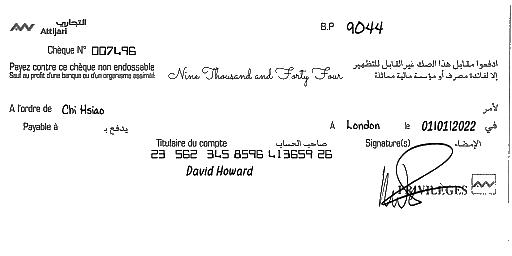 التجاري
Attijari
B.P 9044
Chèque N° 007496
Payez contre ce chèque non endossable
Sauf au profit d'une banque ou d'un organisme assimilé
Nine Thousand and Forty Four
ادفعوا مقابل هذا الصك غير القابل للتظهير
إلا لفائدة مصرف أو مؤسسة مالية مماثلة
A l'ordre de Chi Hsiao لأمر
Payable à يدفع بـ
A London le 01/01/2022 في
Titulaire du compte صاحب الحساب
Signature(s) الإمضاء
23 562 345 8596 413659 26
David Howard
PRIVILÈGES